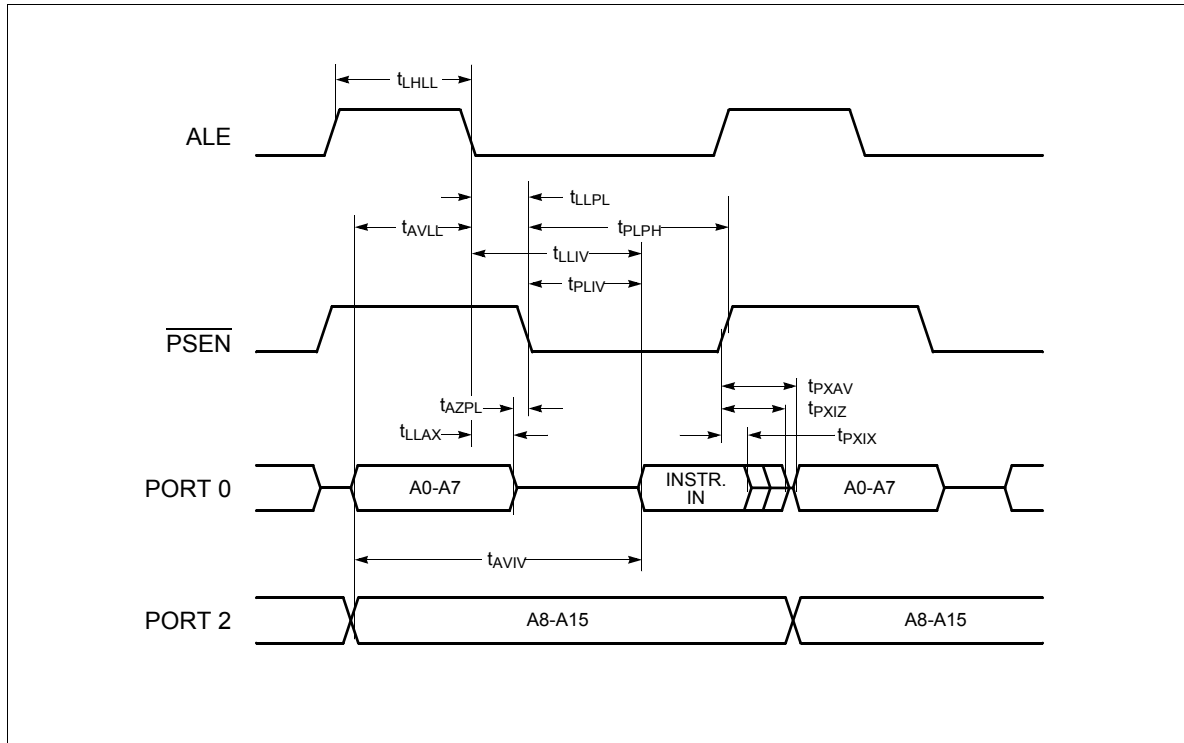 tLHLL
ALE
tLLPL
tAVLL
tPLPH
tLLIV
tPLIV
PSEN
tPXAV
tAZPL
tPXIZ
tLLAX
tPXIX
PORT 0
A0-A7
INSTR.
IN
A0-A7
tAVIV
PORT 2
A8-A15
A8-A15